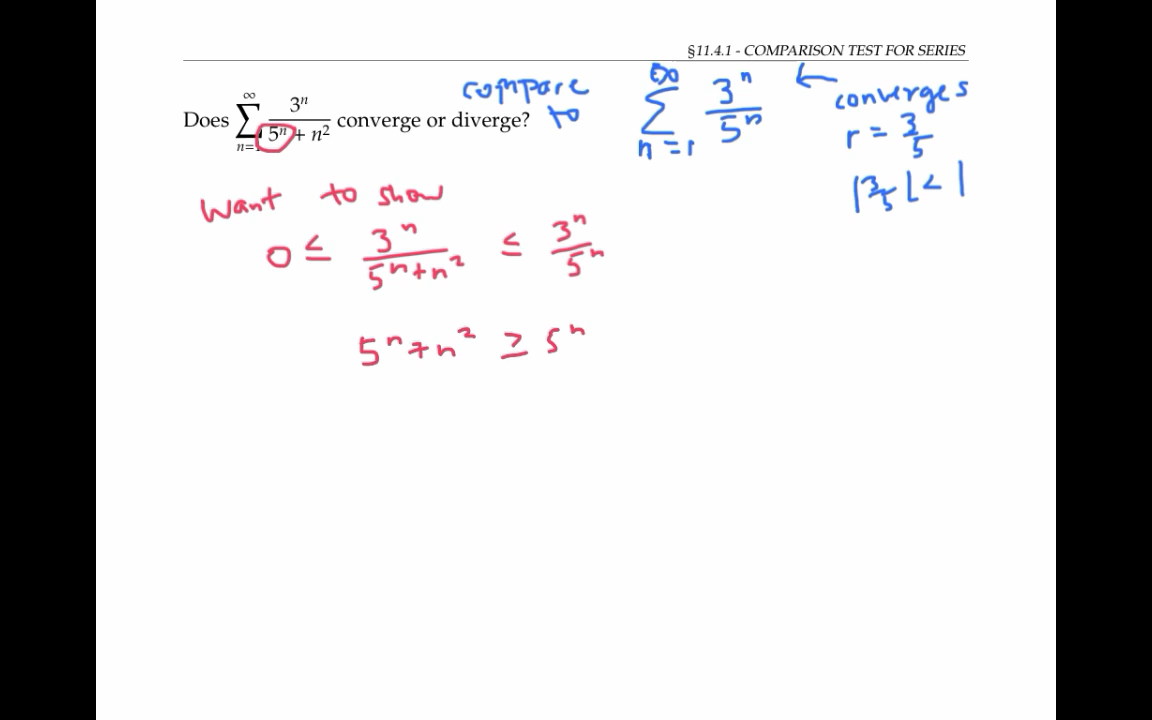 §11.4.1 - COMPARISON TEST FOR SERIES
Does ∑_{n=1}^{∞} 3^n/(5^n + n^2) converge or diverge?
compare to ∑_{n=1}^{∞} 3^n/5^n ← converges
r = 3/5
|3/5| < 1
Want to show
0 ≤ 3^n/(5^n+n^2) ≤ 3^n/5^n
5^n+n^2 ≥ 5^n